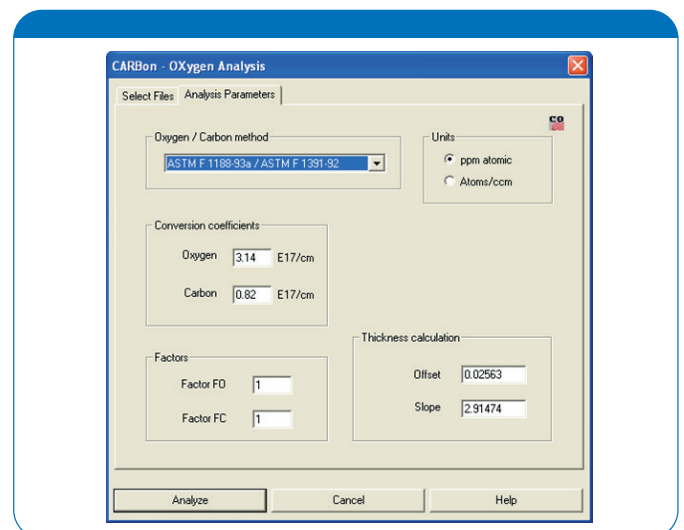 CARBon - OXygen Analysis
Select Files Analysis Parameters
CO
Oxygen / Carbon method
ASTM F 1188-93a / ASTM F 1391-92
Units
ppm atomic
Atoms/ccm
Conversion coefficients
Oxygen 3.14 E17/cm
Carbon 0.82 E17/cm
Factors
Factor FO 1
Factor FC 1
Thickness calculation
Offset 0.02563
Slope 2.91474
Analyze Cancel Help